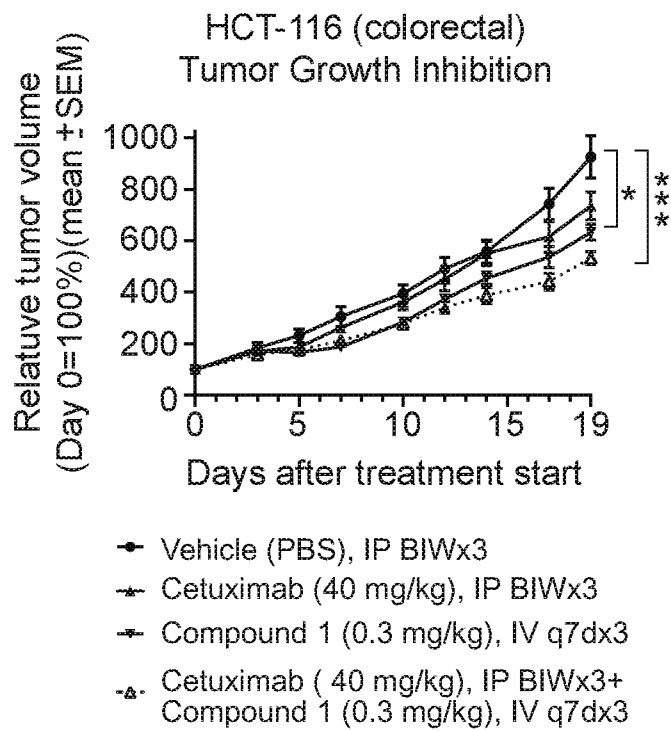 HCT-116 (colorectal)
Tumor Growth Inhibition
Relative tumor volume
(Day 0=100%)(mean ±SEM)
1000
800
600
400
200
0
*
***
0 5 10 15 19
Days after treatment start
Vehicle (PBS), IP BIWx3
Cetuximab (40 mg/kg), IP BIWx3
Compound 1 (0.3 mg/kg), IV q7dx3
Cetuximab ( 40 mg/kg), IP BIWx3+
Compound 1 (0.3 mg/kg), IV q7dx3